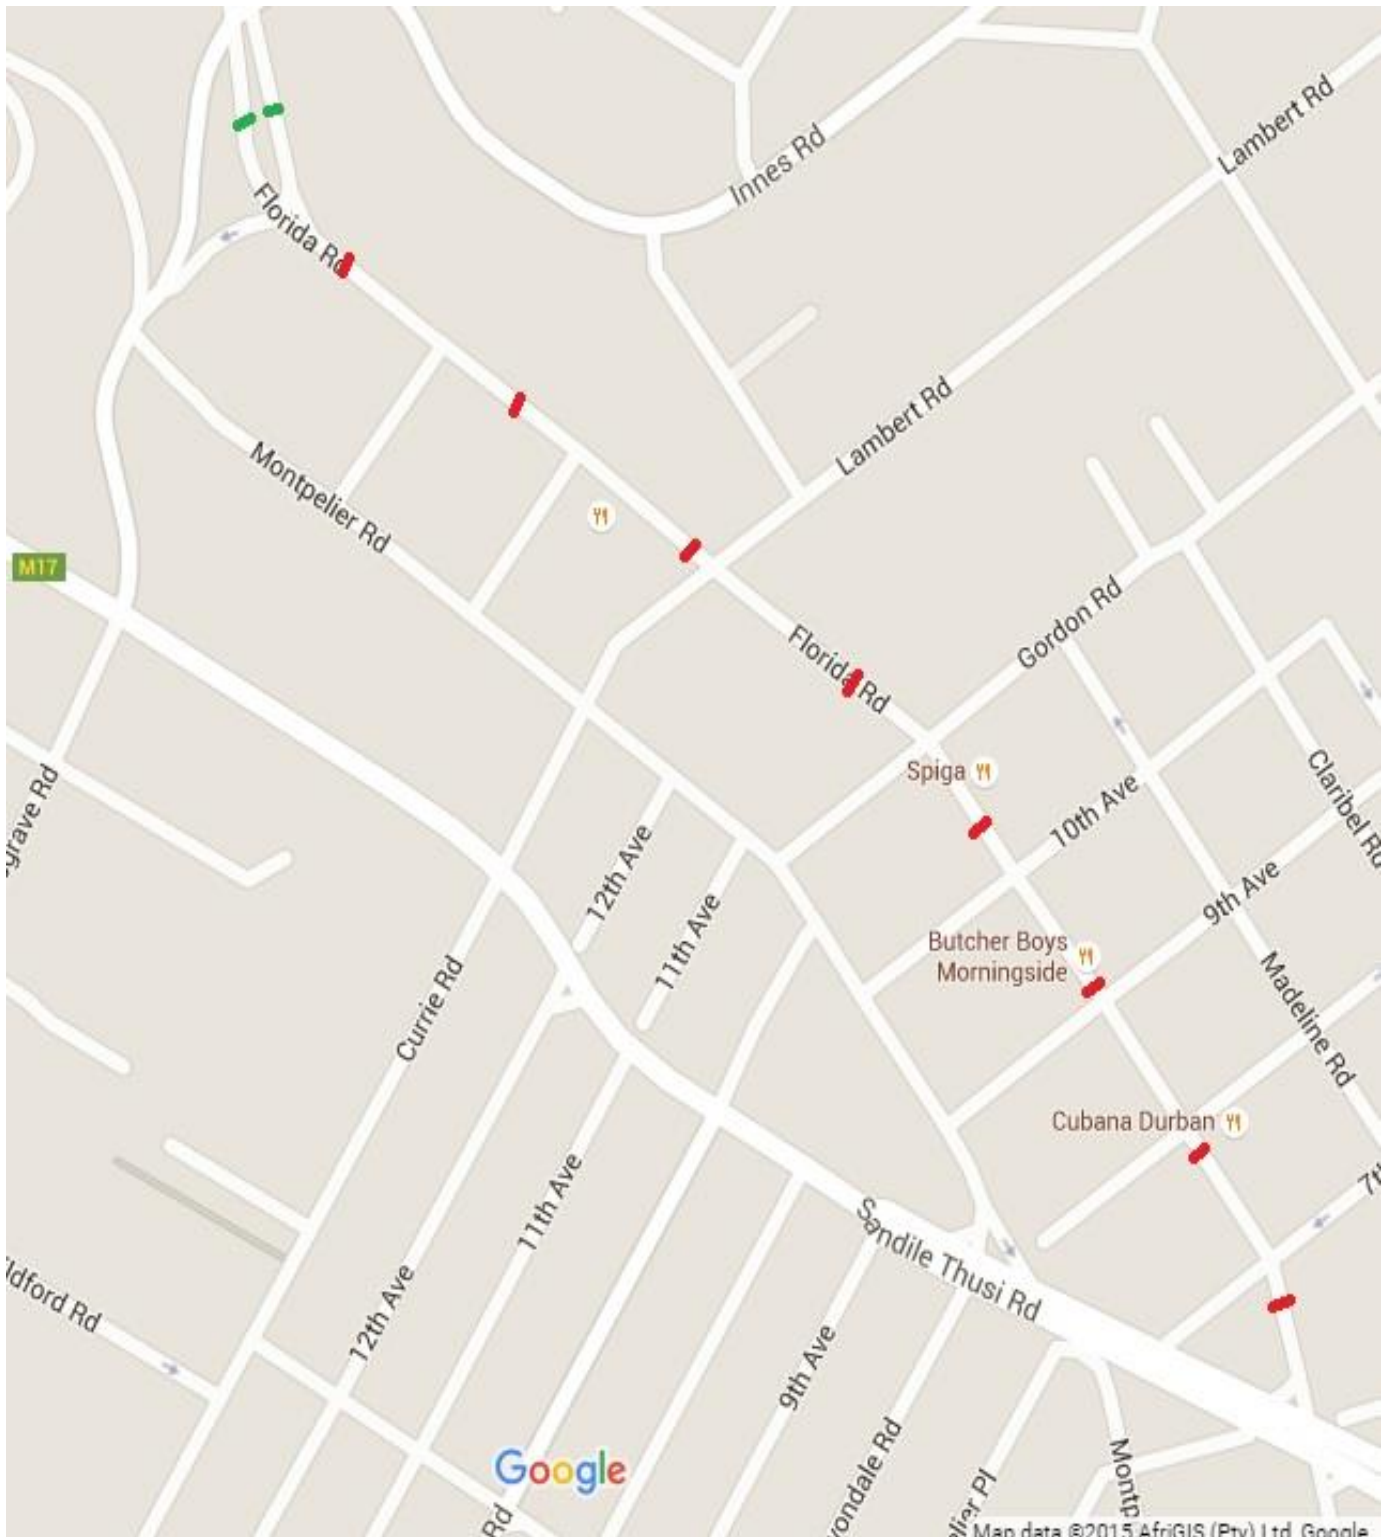 Innes Rd
Lambert Rd
Florida Rd
Lambert Rd
Montpelier Rd
M17
Gordon Rd
Florida Rd
Spiga
10th Ave
Claribel Rd
12th Ave
9th Ave
11th Ave
Butcher Boys
Morningside
Currie Rd
Madeline Rd
Cubana Durban
11th Ave
Sandile Thusi Rd
12th Ave
9th Ave
Google
Rd
Map data ©2015 AfriGIS (Pty) Ltd, Google